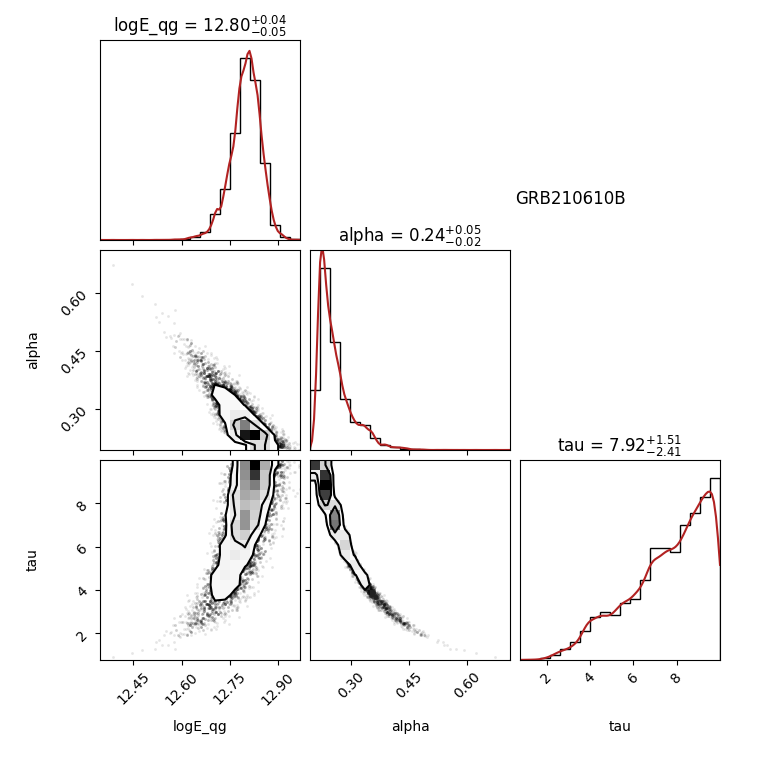 logE_qg = 12.80+0.04 −0.05
GRB210610B
alpha = 0.24+0.05 −0.02
alpha
0.60
0.45
0.30
tau = 7.92+1.51 −2.41
tau
8
6
4
2
12.45 12.60 12.75 12.90 0.30 0.45 0.60 2 4 6 8
logE_qg alpha tau